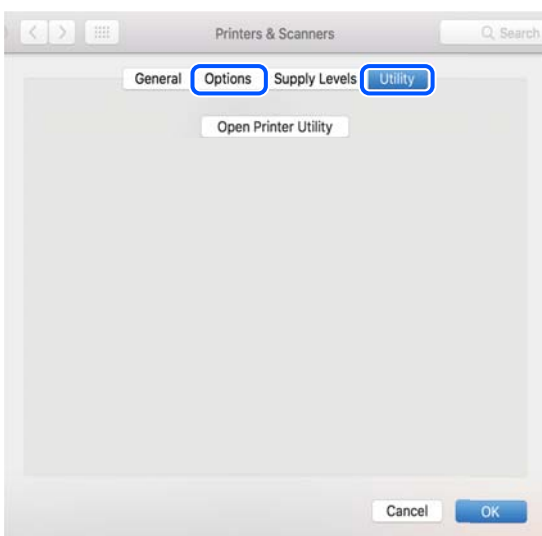 Printers & Scanners
Search
General Options Supply Levels Utility
Open Printer Utility
Cancel OK